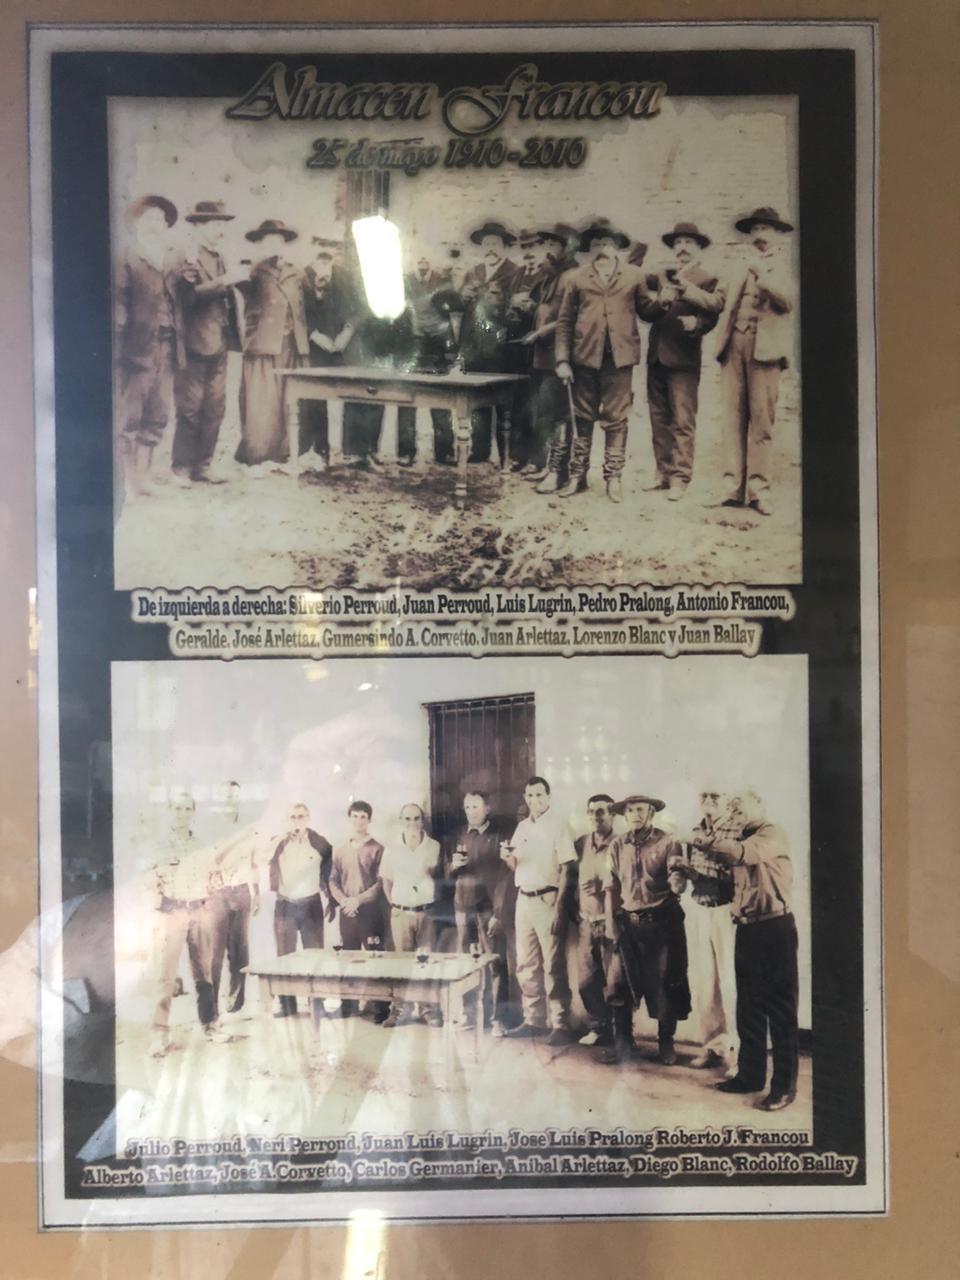 Almacen Francou
25 de mayo 1910-2010
De izquierda a derecha: Silverio Perroud, Juan Perroud, Luis Lugrin, Pedro Pralong, Antonio Francou,
Geralde. José Arlettaz, Gumersindo A. Corvetto, Juan Arlettaz, Lorenzo Blanc y Juan Ballay
Julio Perroud, Neri Perroud, Juan Luis Lugrin, Jose Luis Pralong Roberto J. Francou
Alberto Arlettaz, José A.Corvetto, Carlos Germanier, Anibal Arlettaz, Diego Blanc, Rodolfo Ballay